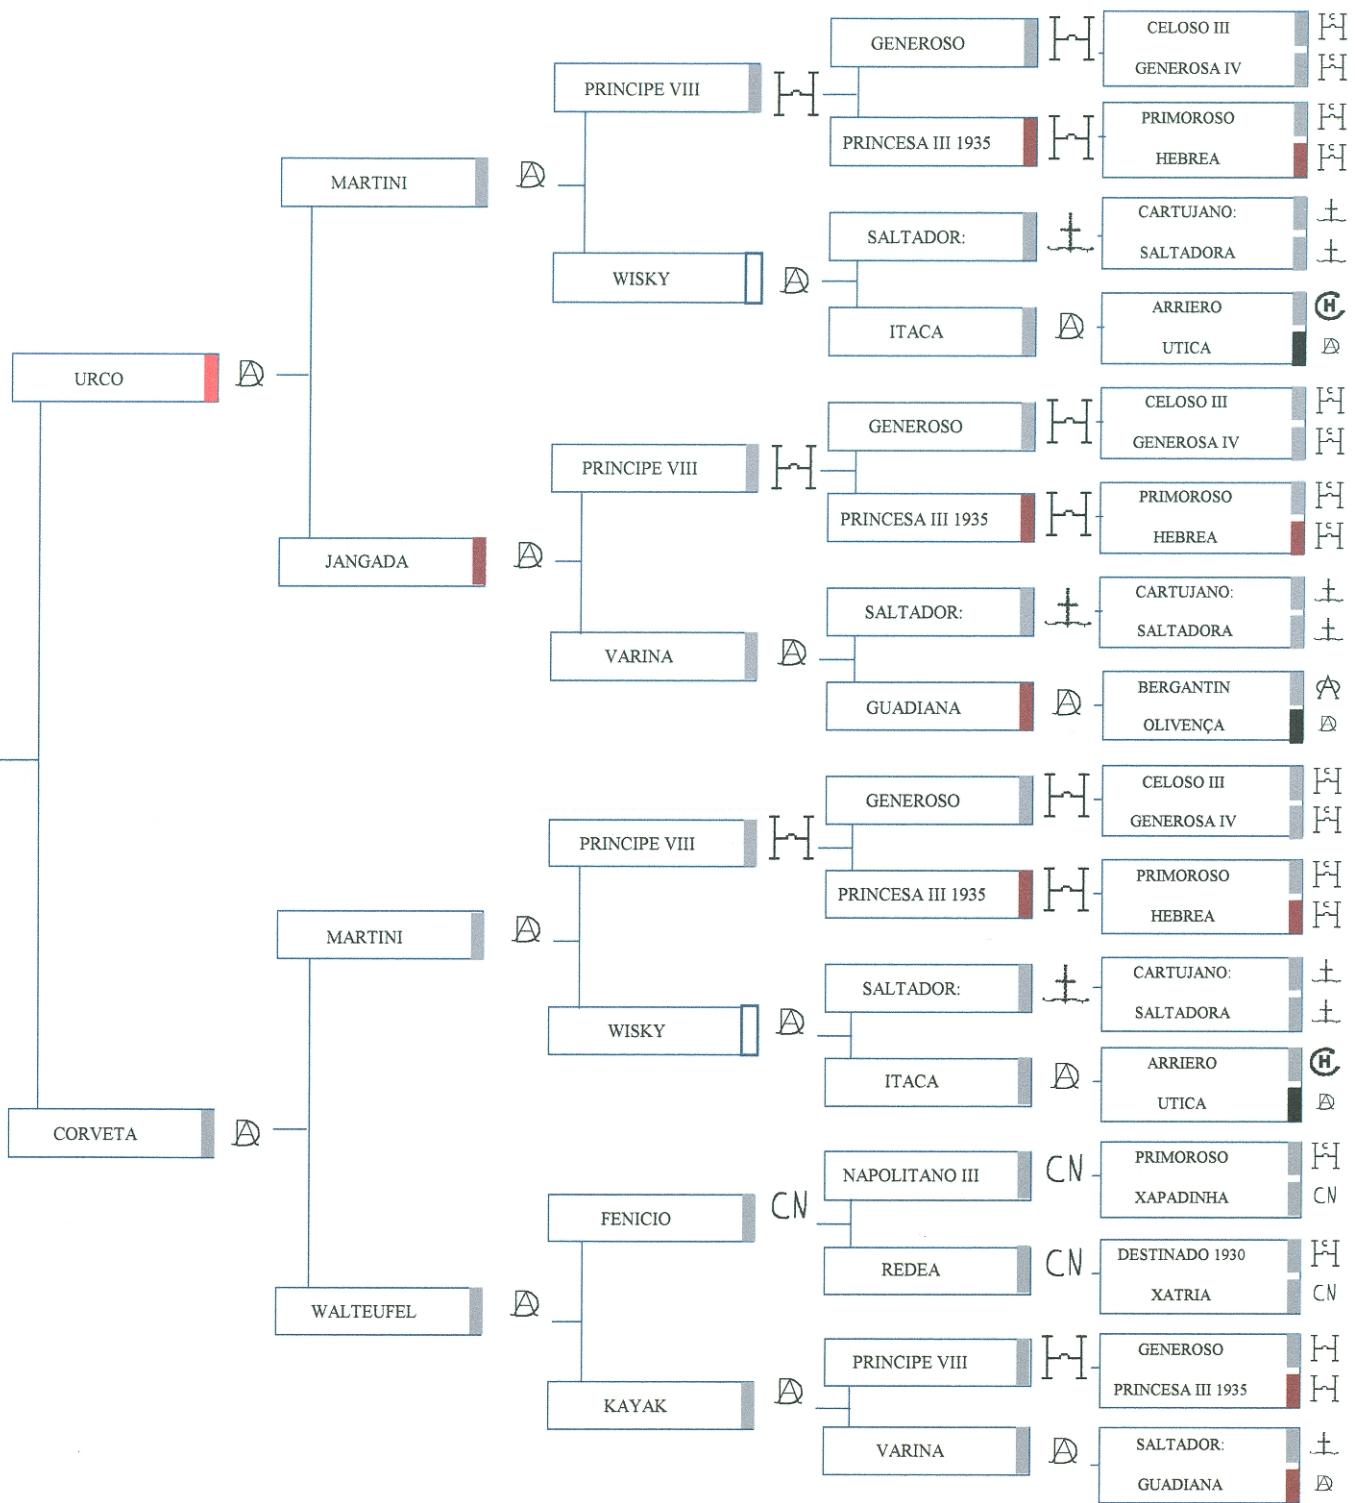 URCO
CORVETA
MARTINI
JANGADA
MARTINI
WALTEUFEL
PRINCIPE VIII
WISKY
PRINCIPE VIII
VARINA
PRINCIPE VIII
WISKY
FENICIO
CN
KAYAK
GENEROSO
PRINCESA III 1935
SALTADOR:
ITACA
GENEROSO
PRINCESA III 1935
SALTADOR:
GUADIANA
GENEROSO
PRINCESA III 1935
SALTADOR:
ITACA
NAPOLITANO III
CN
REDEA
CN
PRINCIPE VIII
VARINA
CELOSO III
GENEROSA IV
PRIMOROSO
HEBREA
CARTUJANO:
SALTADORA
ARRIERO
UTICA
CELOSO III
GENEROSA IV
PRIMOROSO
HEBREA
CARTUJANO:
SALTADORA
BERGANTIN
OLIVENÇA
CELOSO III
GENEROSA IV
PRIMOROSO
HEBREA
CARTUJANO:
SALTADORA
ARRIERO
UTICA
PRIMOROSO
XAPADINHA
CN
DESTINADO 1930
XATRIA
CN
GENEROSO
PRINCESA III 1935
SALTADOR:
GUADIANA